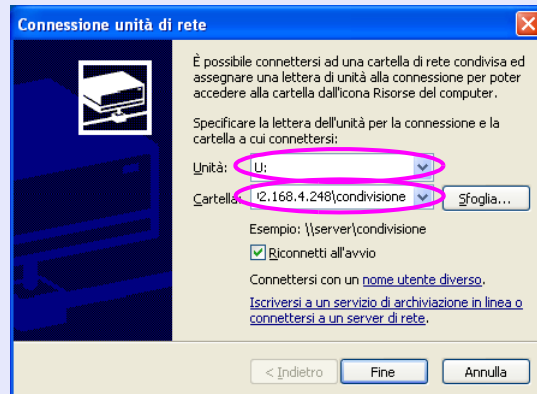 Connessione unità di rete
È possibile connettersi ad una cartella di rete condivisa ed
assegnare una lettera di unità alla connessione per poter
accedere alla cartella dall'icona Risorse del computer.
Specificare la lettera dell'unità per la connessione e la
cartella a cui connettersi:
Unità: U:
Cartella: 2.168.4.248\condivisione Sfoglia...
Esempio: \\server\condivisione
Riconnetti all'avvio
Connettersi con un nome utente diverso.
Iscriversi a un servizio di archiviazione in linea o
connettersi a un server di rete.
< Indietro Fine Annulla